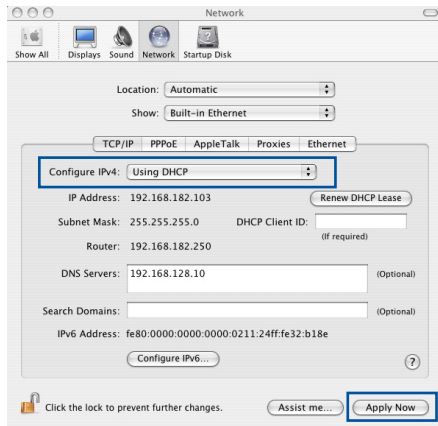 Network
Show All Displays Sound Network Startup Disk
Location: Automatic
Show: Built-in Ethernet
TCP/IP PPPoE AppleTalk Proxies Ethernet
Configure IPv4: Using DHCP
IP Address: 192.168.182.103 Renew DHCP Lease
Subnet Mask: 255.255.255.0 DHCP Client ID:
(If required)
Router: 192.168.182.250
DNS Servers: 192.168.128.10 (Optional)
Search Domains: (Optional)
IPv6 Address: fe80:0000:0000:0000:0211:24ff:fe32:b18e
Configure IPv6...
?
Click the lock to prevent further changes. Assist me... Apply Now